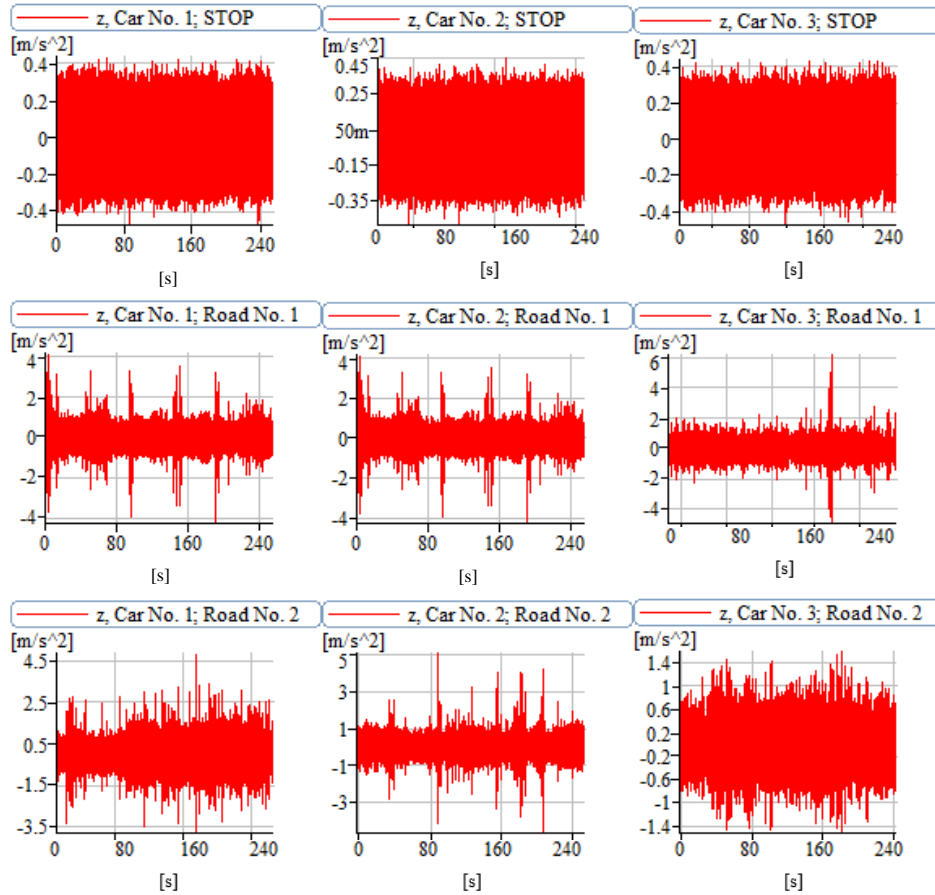 z, Car No. 1; STOP
[m/s^2]
0.4
0.2
0
-0.2
-0.4
0 80 160 240
[s]
z, Car No. 2; STOP
[m/s^2]
0.45
0.25
50m
-0.15
-0.35
0 80 160 240
[s]
z, Car No. 3; STOP
[m/s^2]
0.4
0.2
0
-0.2
-0.4
0 80 160 240
[s]
z, Car No. 1; Road No. 1
[m/s^2]
4
2
0
-2
-4
0 80 160 240
[s]
z, Car No. 2; Road No. 1
[m/s^2]
4
2
0
-2
-4
0 80 160 240
[s]
z, Car No. 3; Road No. 1
[m/s^2]
6
4
2
0
-2
-4
0 80 160 240
[s]
z, Car No. 1; Road No. 2
[m/s^2]
4.5
2.5
0.5
-1.5
-3.5
0 80 160 240
[s]
z, Car No. 2; Road No. 2
[m/s^2]
5
3
1
-1
-3
0 80 160 240
[s]
z, Car No. 3; Road No. 2
[m/s^2]
1.4
1
0.6
0.2
-0.2
-0.6
-1
-1.4
0 80 160 240
[s]